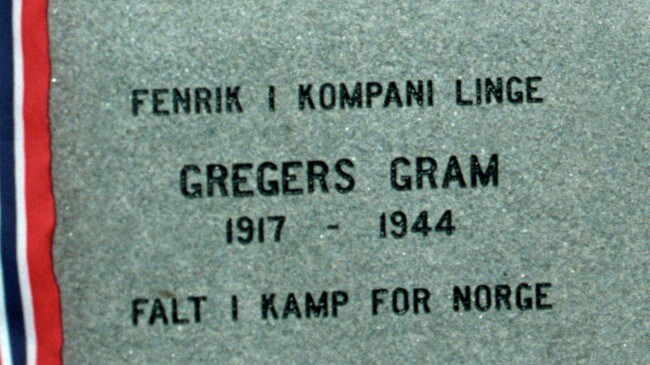 FENRIK I KOMPANI LINGE
GREGERS GRAM
1917 - 1944
FALT I KAMP FOR NORGE